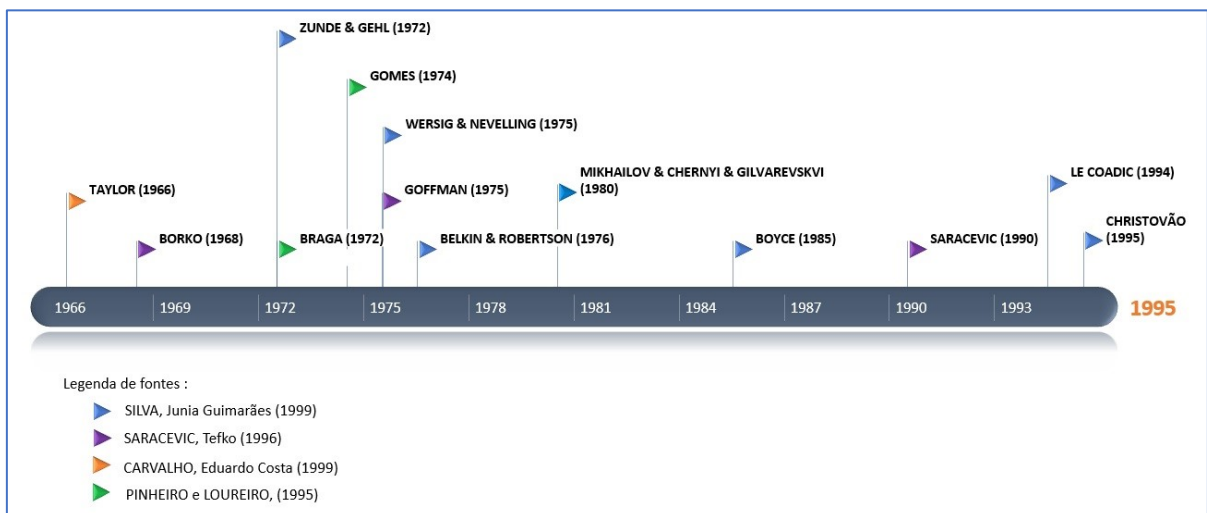 ZUNDE & GEHL (1972)
GOMES (1974)
WERSIG & NEVELLING (1975)
MIKHAILOV & CHERNYI & GILVAREVSKVI
(1980)
LE COADIC (1994)
TAYLOR (1966)
GOFFMAN (1975)
CHRISTOVÃO
(1995)
BORKO (1968)
BRAGA (1972)
BELKIN & ROBERTSON (1976)
BOYCE (1985)
SARACEVIC (1990)
1966 1969 1972 1975 1978 1981 1984 1987 1990 1993 1995
Legenda de fontes :
SILVA, Junia Guimarães (1999)
SARACEVIC, Tefko (1996)
CARVALHO, Eduardo Costa (1999)
PINHEIRO e LOUREIRO, (1995)